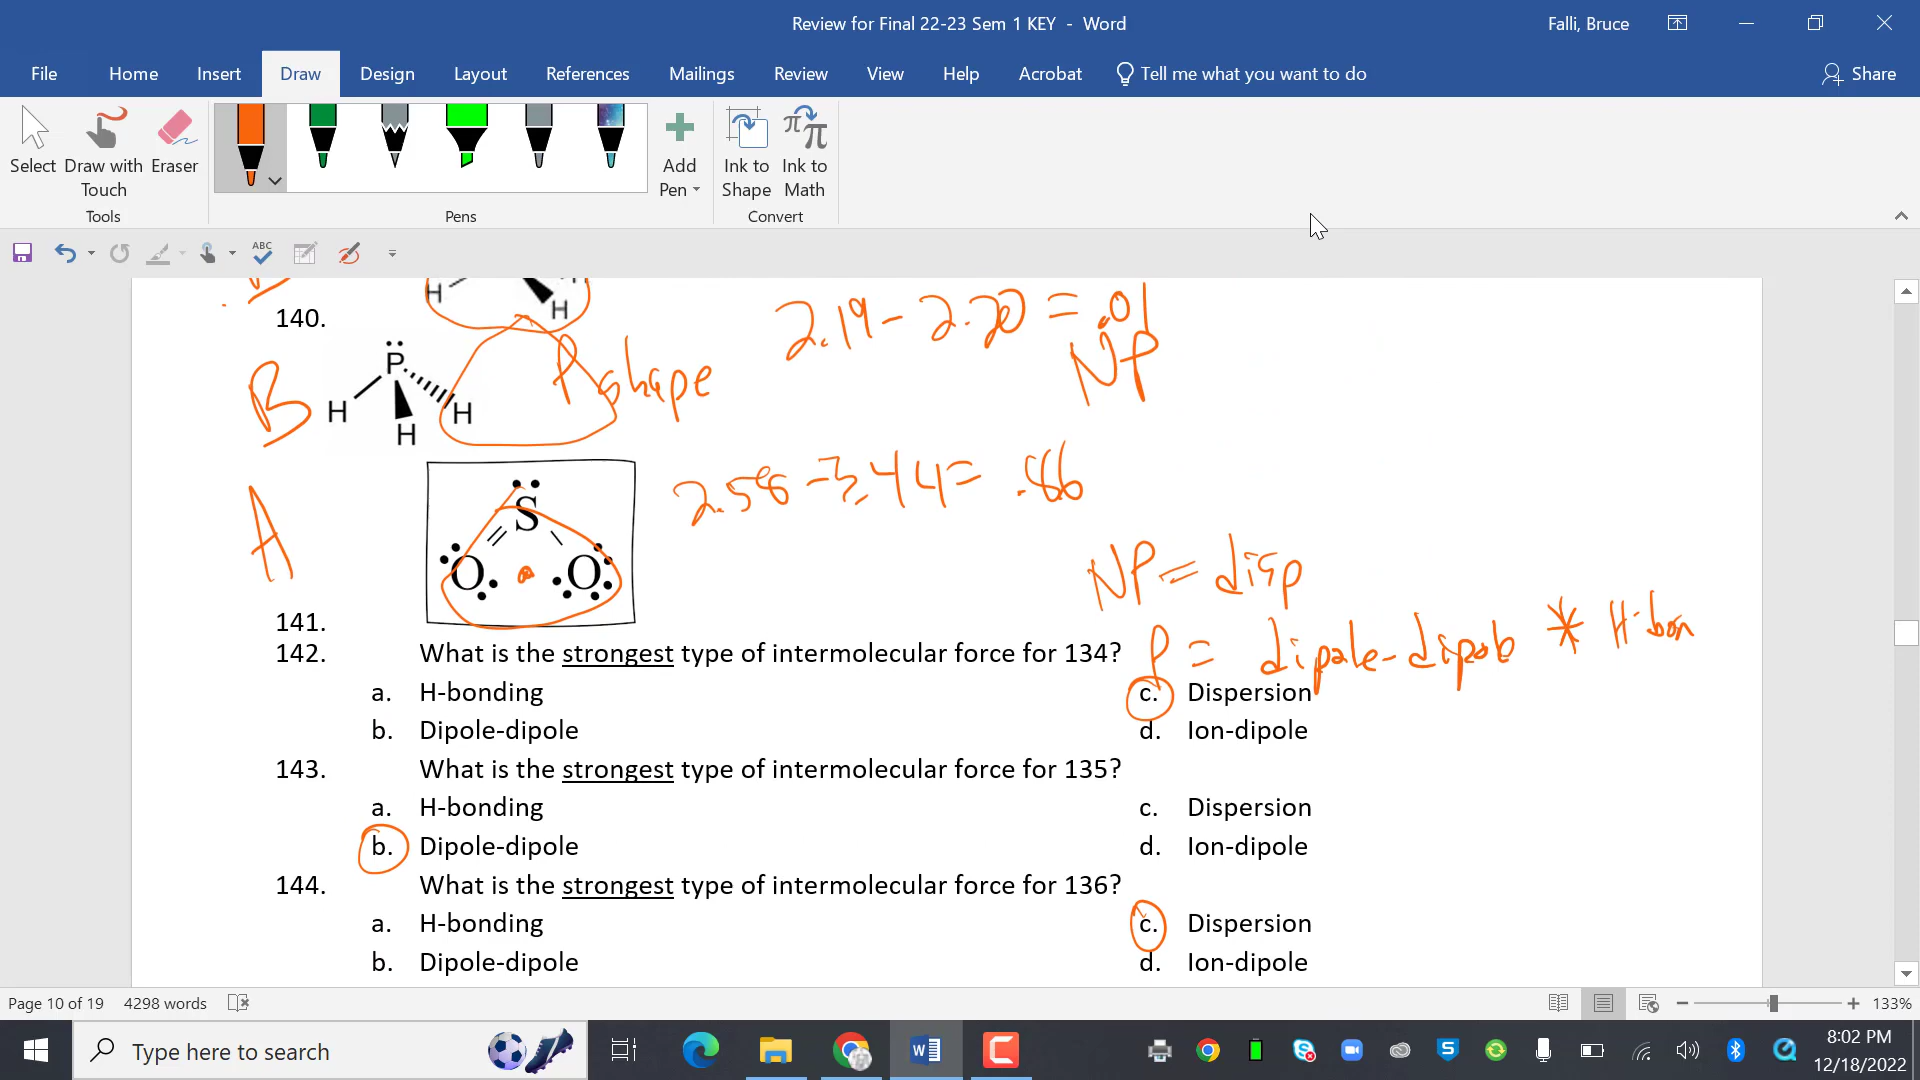 Review for Final 22-23 Sem 1 KEY - Word
Falli, Bruce
File Home Insert Draw Design Layout References Mailings Review View Help Acrobat Tell me what you want to do Share
Select Draw with Touch Eraser Add Pen Ink to Shape Ink to Math
Tools Pens Convert
ABC
H H
140.
2.19 - 2.20 = .01
NP
B
P
H H H
P shape
A
S
O O
2.58 - 3.44 = .86
NP = disp
141.
P = dipole-dipole * H-bon
142. What is the strongest type of intermolecular force for 134?
a. H-bonding c. Dispersion
b. Dipole-dipole d. Ion-dipole
143. What is the strongest type of intermolecular force for 135?
a. H-bonding c. Dispersion
b. Dipole-dipole d. Ion-dipole
144. What is the strongest type of intermolecular force for 136?
a. H-bonding c. Dispersion
b. Dipole-dipole d. Ion-dipole
Page 10 of 19 4298 words 133%
Type here to search
8:02 PM
12/18/2022